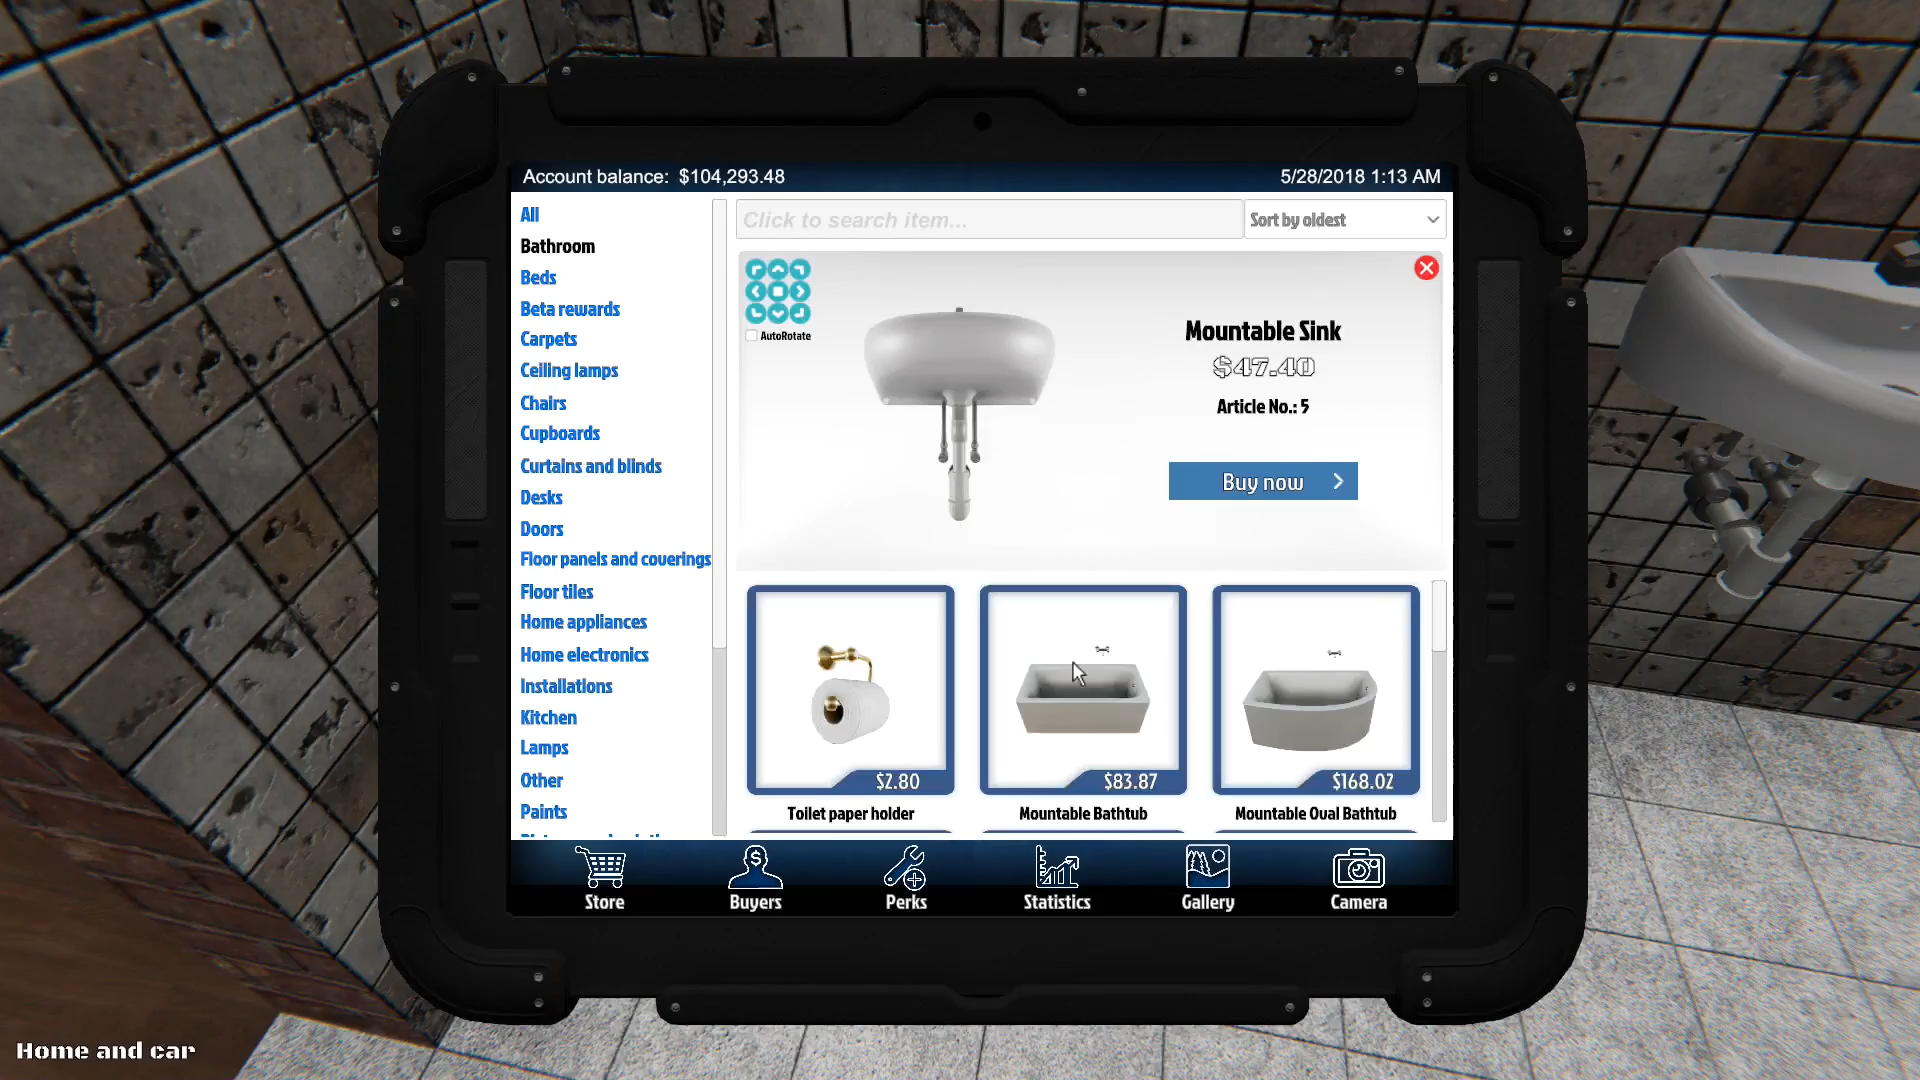 Account balance: $104,293.48
5/28/2018 1:13 AM
All
Bathroom
Beds
Beta rewards
Carpets
Ceiling lamps
Chairs
Cupboards
Curtains and blinds
Desks
Doors
Floor panels and coverings
Floor tiles
Home appliances
Home electronics
Installations
Kitchen
Lamps
Other
Paints
Click to search item...
Sort by oldest
AutoRotate
Mountable Sink
$47.40
Article No.: 5
Buy now
$2.80
$83.87
$168.02
Toilet paper holder
Mountable Bathtub
Mountable Oval Bathtub
Store
Buyers
Perks
Statistics
Gallery
Camera
Home and car